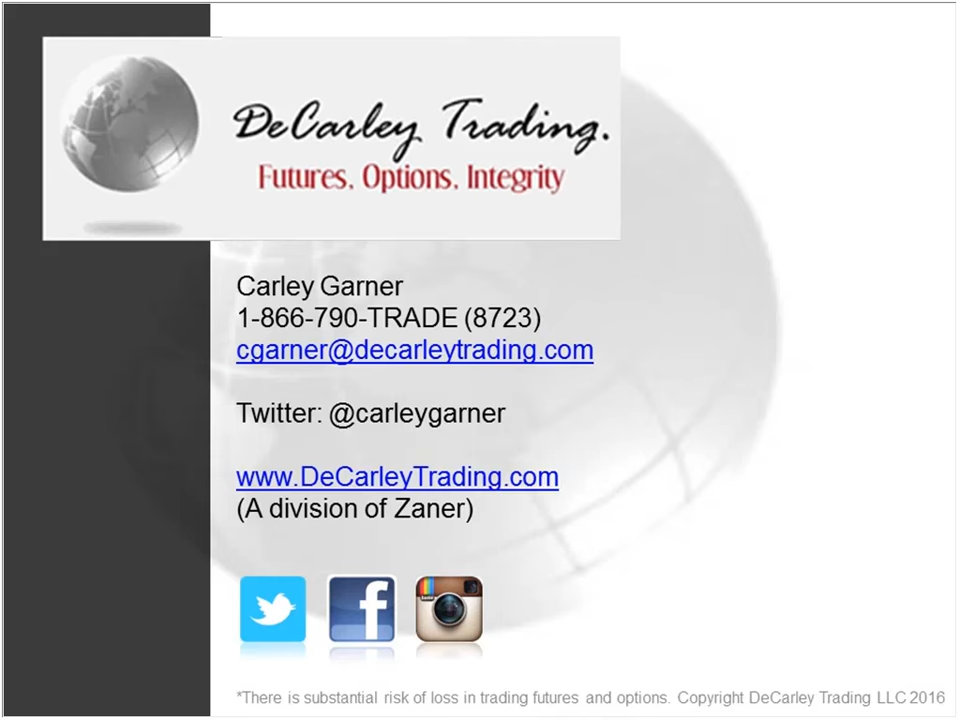 DeCarley Trading.
Futures, Options, Integrity
Carley Garner
1-866-790-TRADE (8723)
cgarner@decarleytrading.com
Twitter: @carleygarner
www.DeCarleyTrading.com
(A division of Zaner)
*There is substantial risk of loss in trading futures and options. Copyright DeCarley Trading LLC 2016